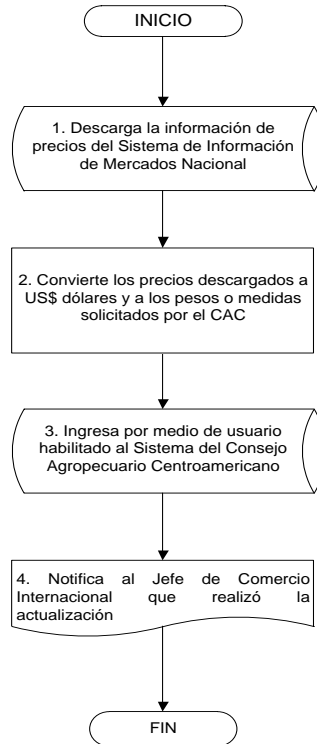 INICIO
1. Descarga la información de
precios del Sistema de Información
de Mercados Nacional
2. Convierte los precios descargados a
US$ dólares y a los pesos o medidas
solicitados por el CAC
3. Ingresa por medio de usuario
habilitado al Sistema del Consejo
Agropecuario Centroamericano
4. Notifica al Jefe de Comercio
Internacional que realizó la
actualización
FIN